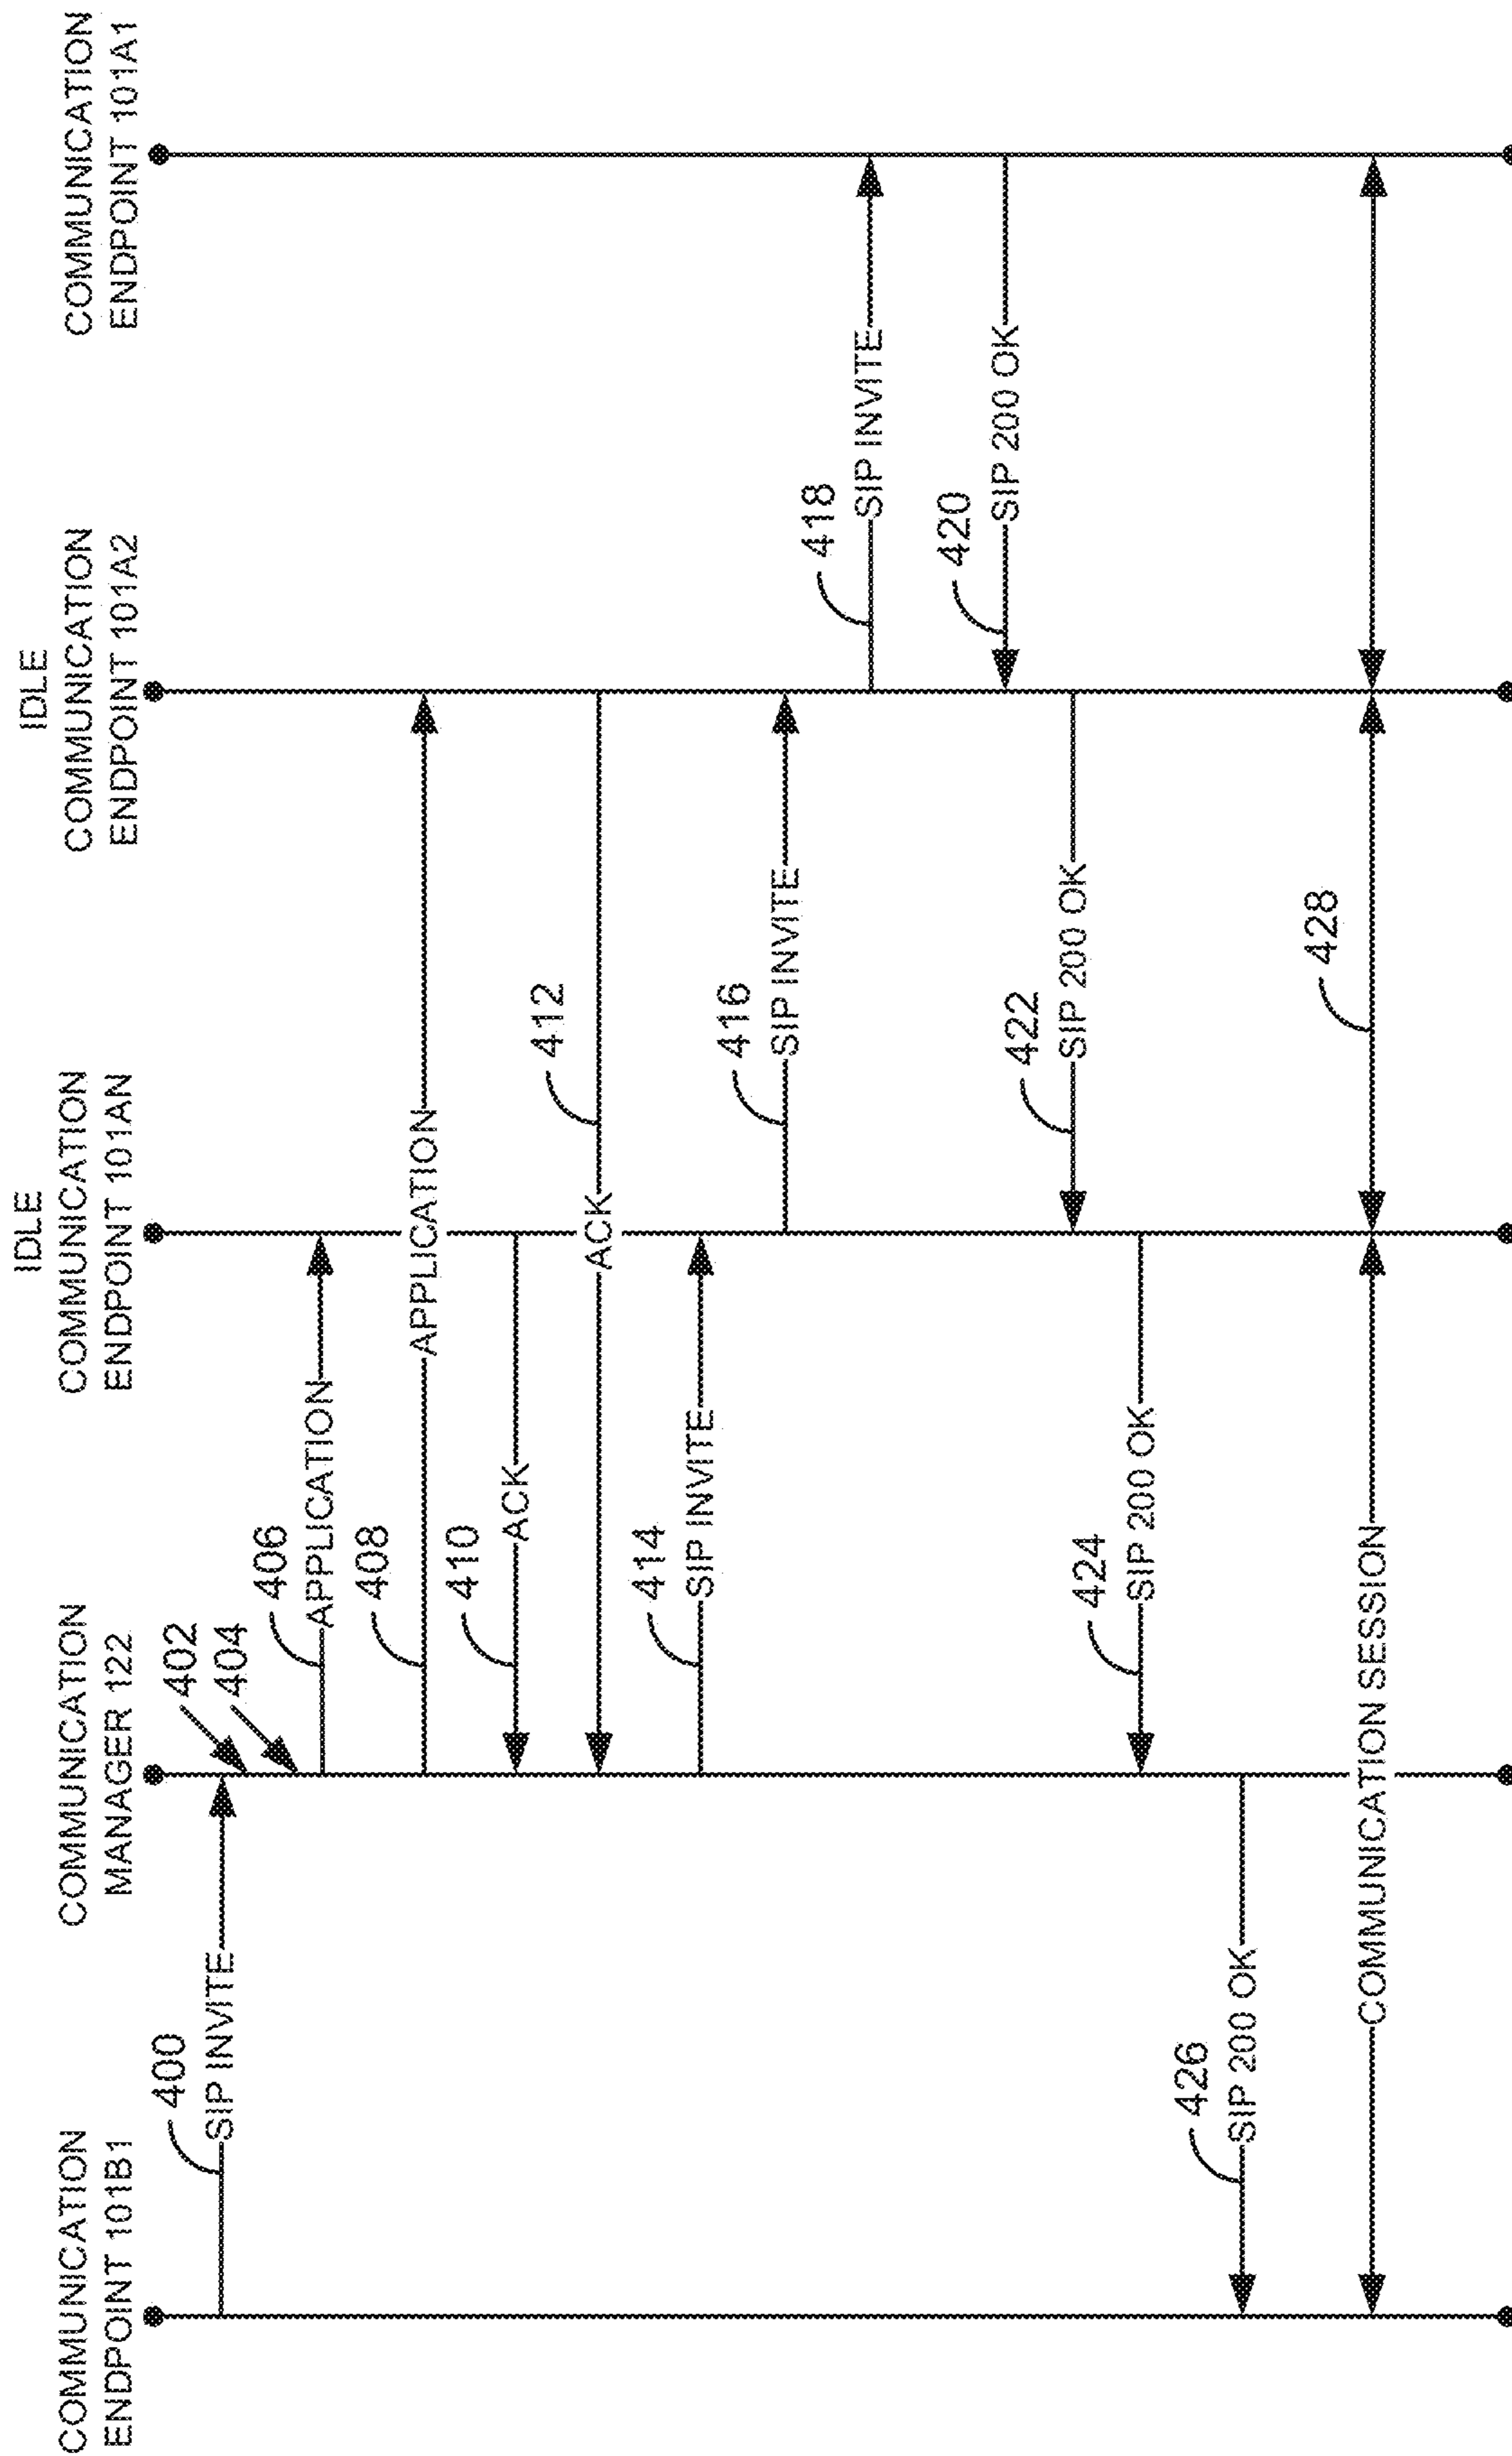 COMMUNICATION
ENDPOINT 101B1
COMMUNICATION
MANAGER 122
IDLE
COMMUNICATION
ENDPOINT 101AN
IDLE
COMMUNICATION
ENDPOINT 101A2
COMMUNICATION
ENDPOINT 101A1
400
SIP INVITE
402
404
406
APPLICATION
408
APPLICATION
410
ACK
412
ACK
414
SIP INVITE
416
SIP INVITE
418
SIP INVITE
420
SIP 200 OK
422
SIP 200 OK
424
SIP 200 OK
426
SIP 200 OK
428
COMMUNICATION SESSION